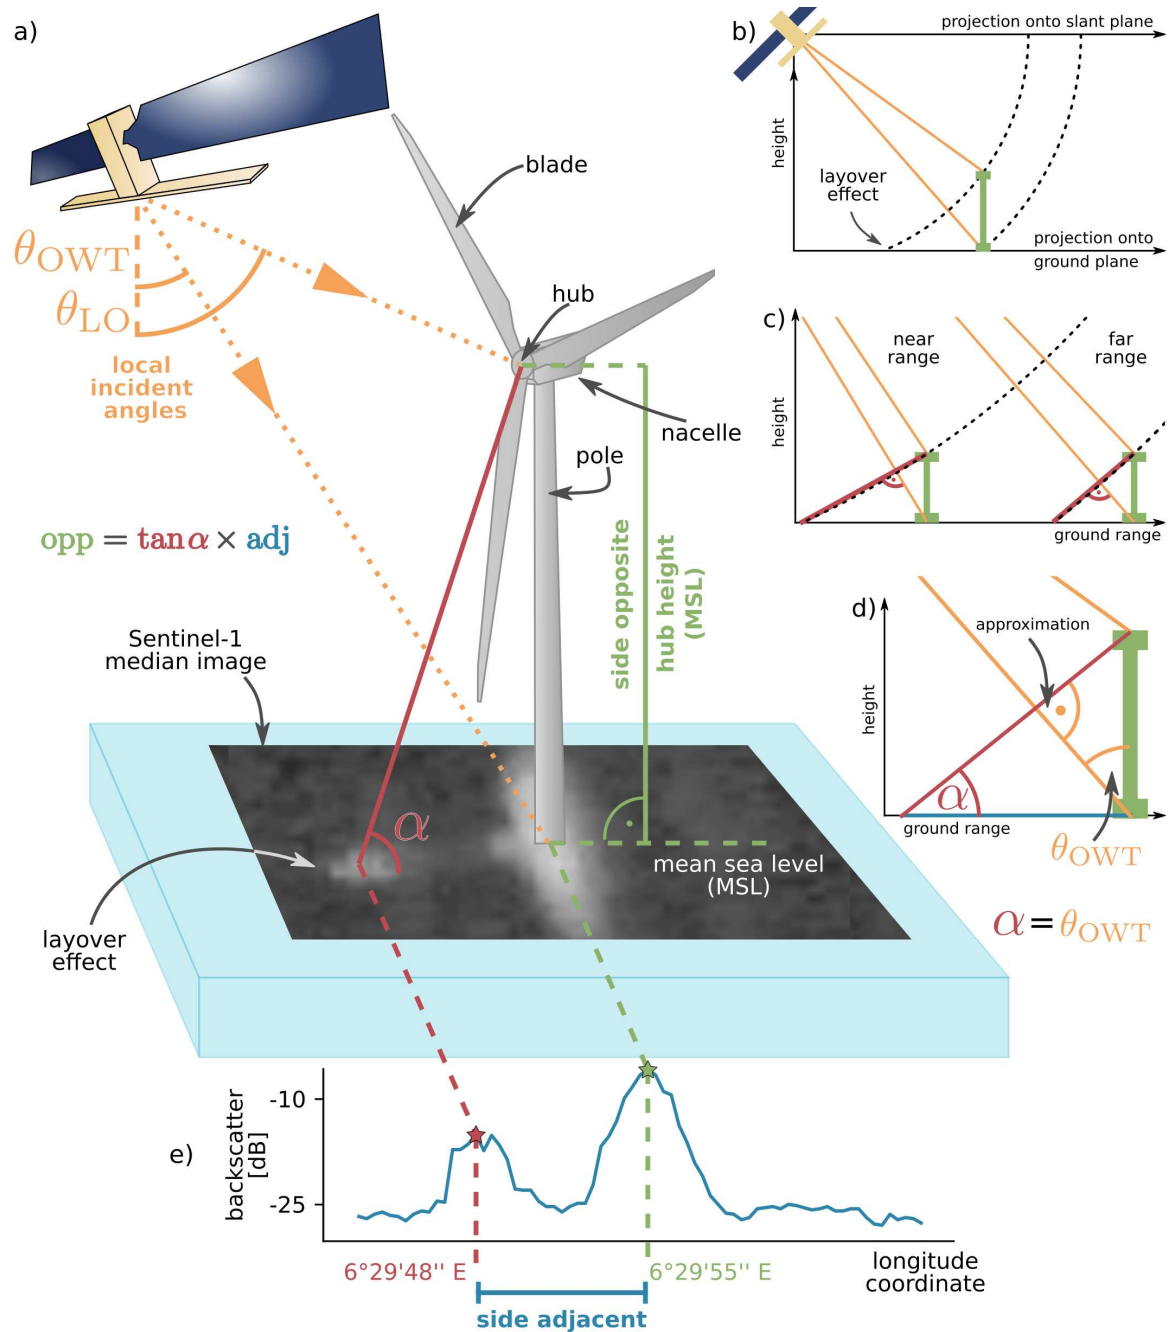 a)
blade
θOWT
θLO
local
incident
angles
hub
nacelle
pole
opp = tan α × adj
side opposite
hub height
(MSL)
Sentinel-1
median image
α
mean sea level
(MSL)
layover
effect
b)
projection onto slant plane
height
layover
effect
projection onto
ground plane
c)
near
range
far
range
height
ground range
d)
approximation
height
α
ground range
θOWT
α = θOWT
e)
backscatter
[dB]
-10
-25
6°29'48'' E
6°29'55'' E
longitude
coordinate
side adjacent